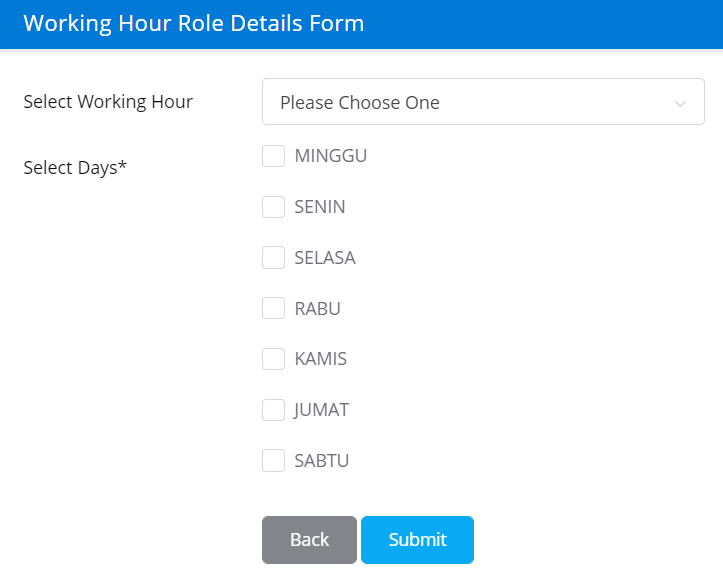 Working Hour Role Details Form
Select Working Hour
Please Choose One
Select Days*
MINGGU
SENIN
SELASA
RABU
KAMIS
JUMAT
SABTU
Back
Submit